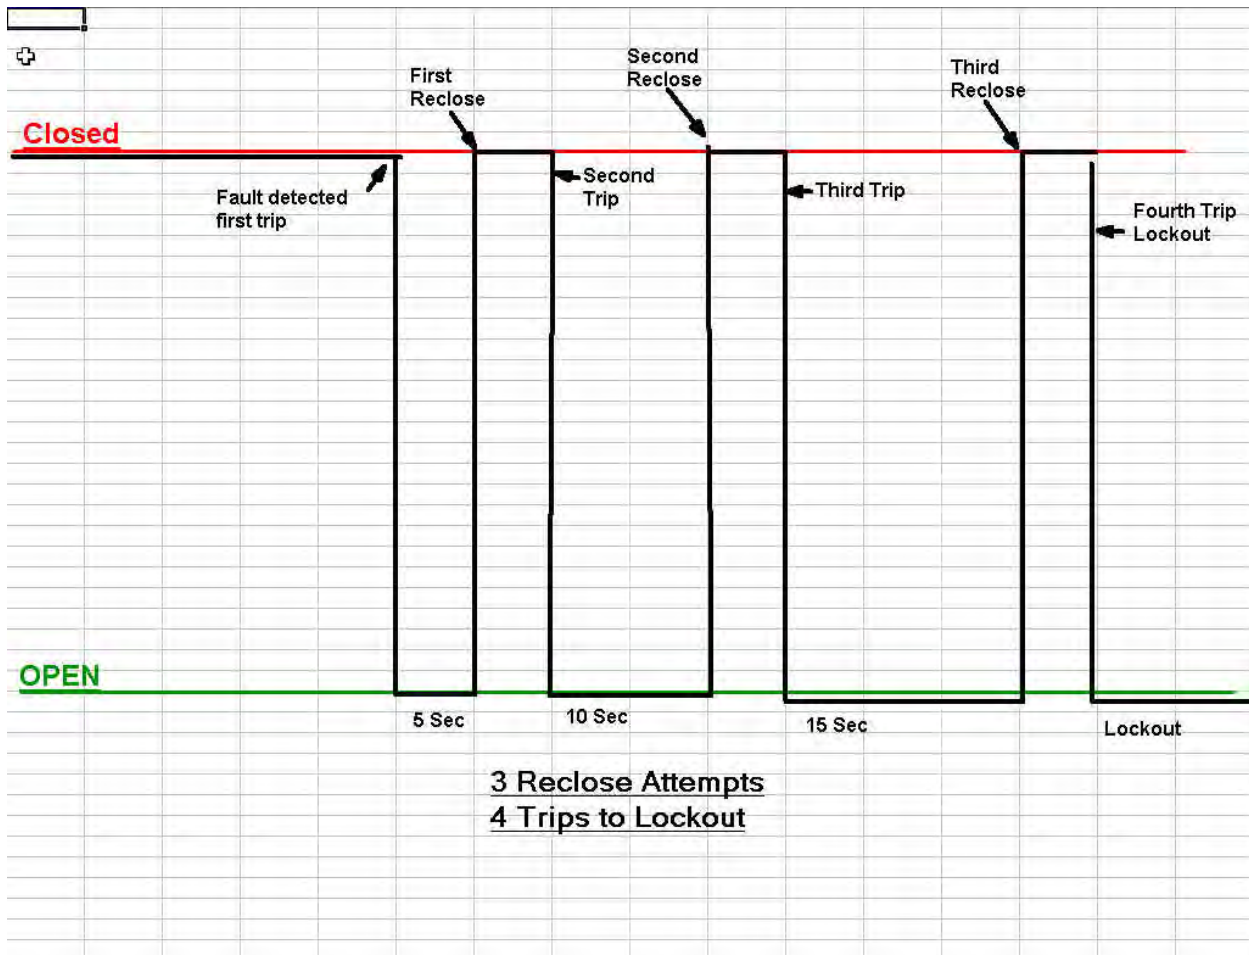 First
Reclose
Second
Reclose
Third
Reclose
Closed
Fault detected
first trip
Second
Trip
Third Trip
Fourth Trip
Lockout
OPEN
5 Sec
10 Sec
15 Sec
Lockout
3 Reclose Attempts
4 Trips to Lockout